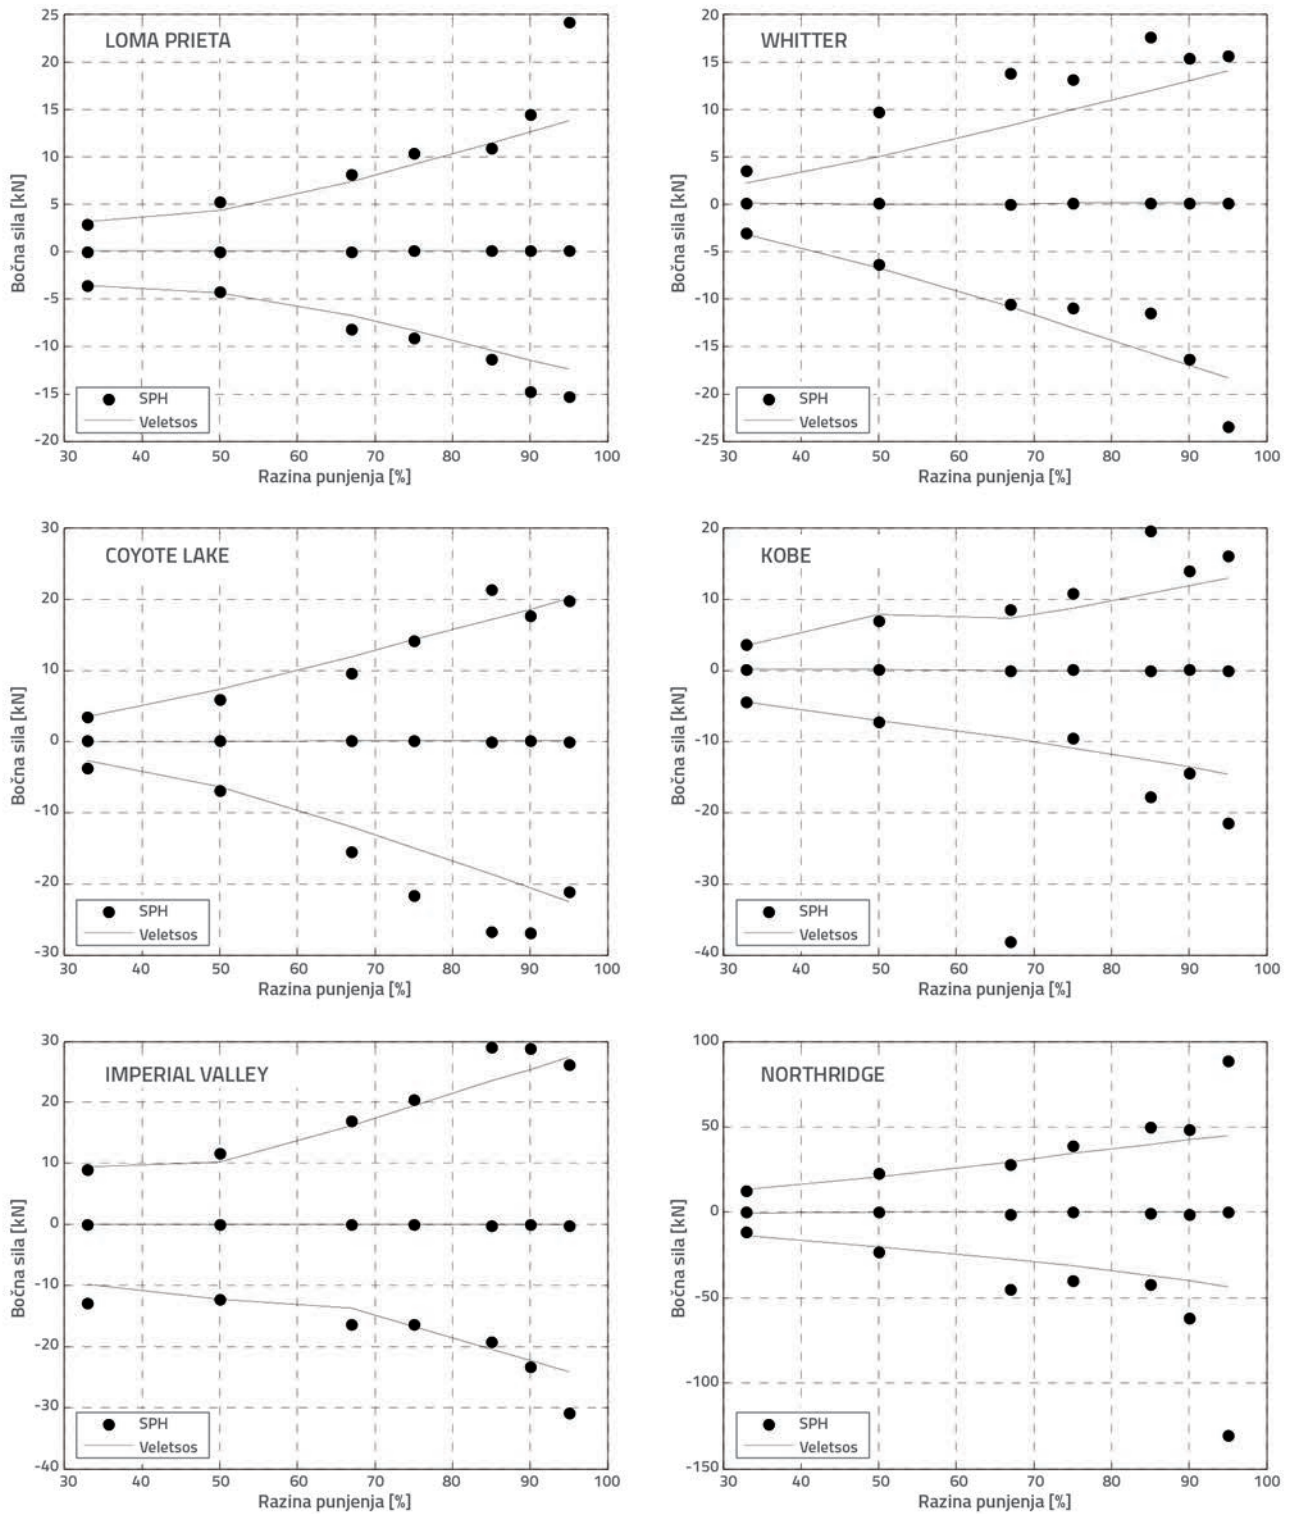 LOMA PRIETA
25
20
15
10
5
0
-5
-10
-15
-20
Bočna sila [kN]
SPH
Veletsos
30 40 50 60 70 80 90 100
Razina punjenja [%]
WHITTER
20
15
10
5
0
-5
-10
-15
-20
-25
Bočna sila [kN]
SPH
Veletsos
30 40 50 60 70 80 90 100
Razina punjenja [%]
COYOTE LAKE
30
20
10
0
-10
-20
-30
Bočna sila [kN]
SPH
Veletsos
30 40 50 60 70 80 90 100
Razina punjenja [%]
KOBE
20
10
0
-10
-20
-30
-40
Bočna sila [kN]
SPH
Veletsos
30 40 50 60 70 80 90 100
Razina punjenja [%]
IMPERIAL VALLEY
30
20
10
0
-10
-20
-30
-40
Bočna sila [kN]
SPH
Veletsos
30 40 50 60 70 80 90 100
Razina punjenja [%]
NORTHRIDGE
100
50
0
-50
-100
-150
Bočna sila [kN]
SPH
Veletsos
30 40 50 60 70 80 90 100
Razina punjenja [%]